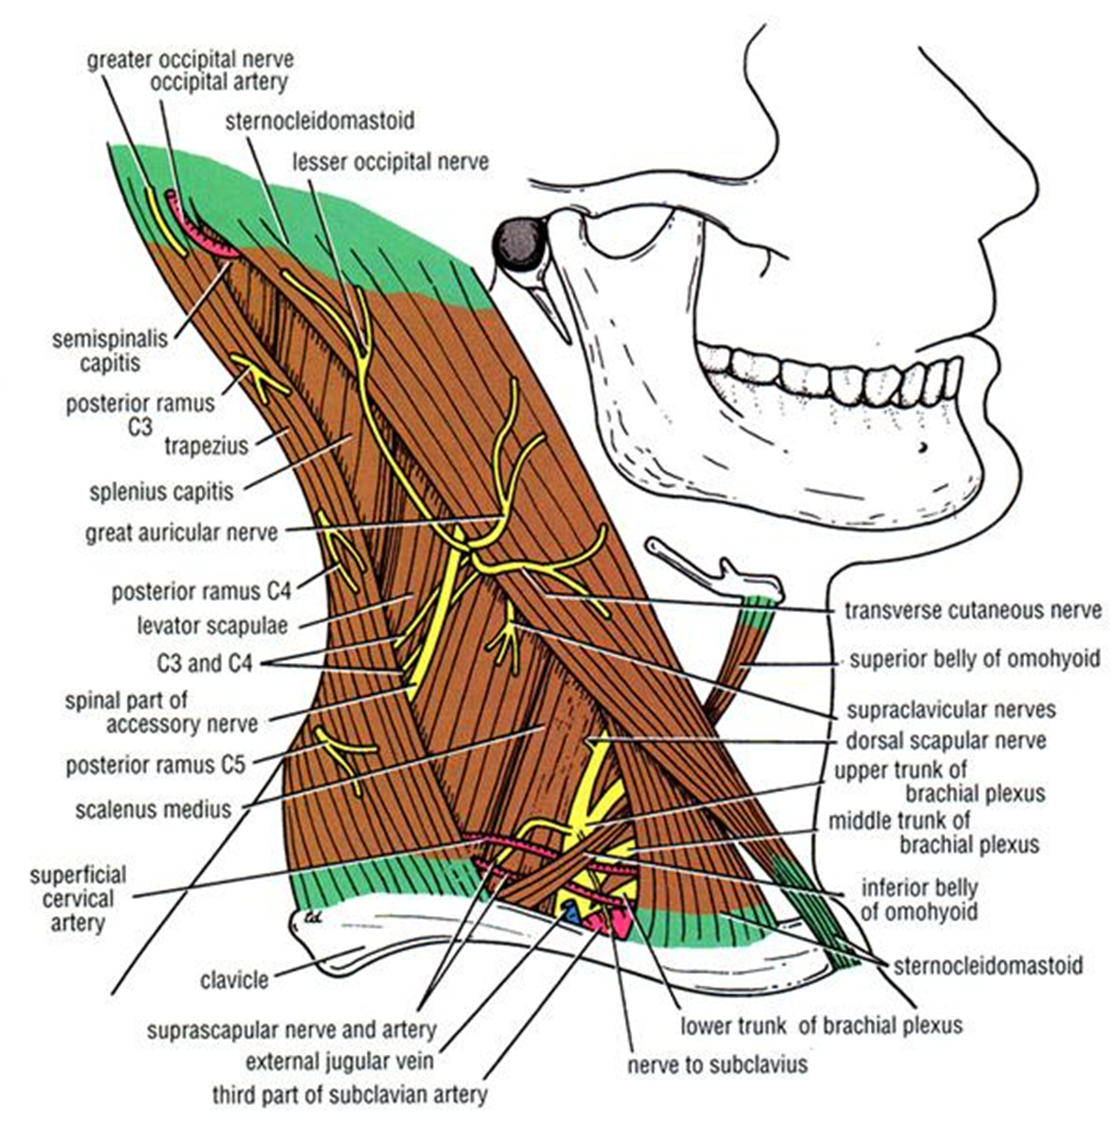 greater occipital nerve
occipital artery
sternocleidomastoid
lesser occipital nerve
semispinalis
capitis
posterior ramus
C3
trapezius
splenius capitis
great auricular nerve
posterior ramus C4
levator scapulae
C3 and C4
spinal part of
accessory nerve
posterior ramus C5
scalenus medius
superficial
cervical
artery
td
clavicle
suprascapular nerve and artery
external jugular vein
third part of subclavian artery
transverse cutaneous nerve
superior belly of omohyoid
supraclavicular nerves
dorsal scapular nerve
upper trunk of
brachial plexus
middle trunk of
brachial plexus
inferior belly
of omohyoid
sternocleidomastoid
lower trunk of brachial plexus
nerve to subclavius